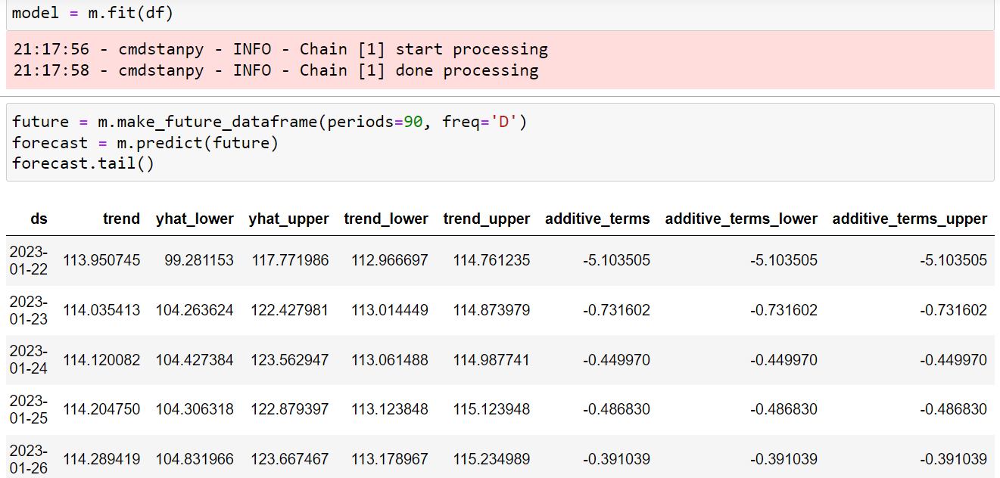 model = m.fit(df)
21:17:56 - cmdstanpy - INFO - Chain [1] start processing
21:17:58 - cmdstanpy - INFO - Chain [1] done processing
future = m.make_future_dataframe(periods=90, freq='D')
forecast = m.predict(future)
forecast.tail()
ds trend yhat_lower yhat_upper trend_lower trend_upper additive_terms additive_terms_lower additive_terms_upper
2023-
01-22 113.950745 99.281153 117.771986 112.966697 114.761235 -5.103505 -5.103505 -5.103505
2023-
01-23 114.035413 104.263624 122.427981 113.014449 114.873979 -0.731602 -0.731602 -0.731602
2023-
01-24 114.120082 104.427384 123.562947 113.061488 114.987741 -0.449970 -0.449970 -0.449970
2023-
01-25 114.204750 104.306318 122.879397 113.123848 115.123948 -0.486830 -0.486830 -0.486830
2023-
01-26 114.289419 104.831966 123.667467 113.178967 115.234989 -0.391039 -0.391039 -0.391039